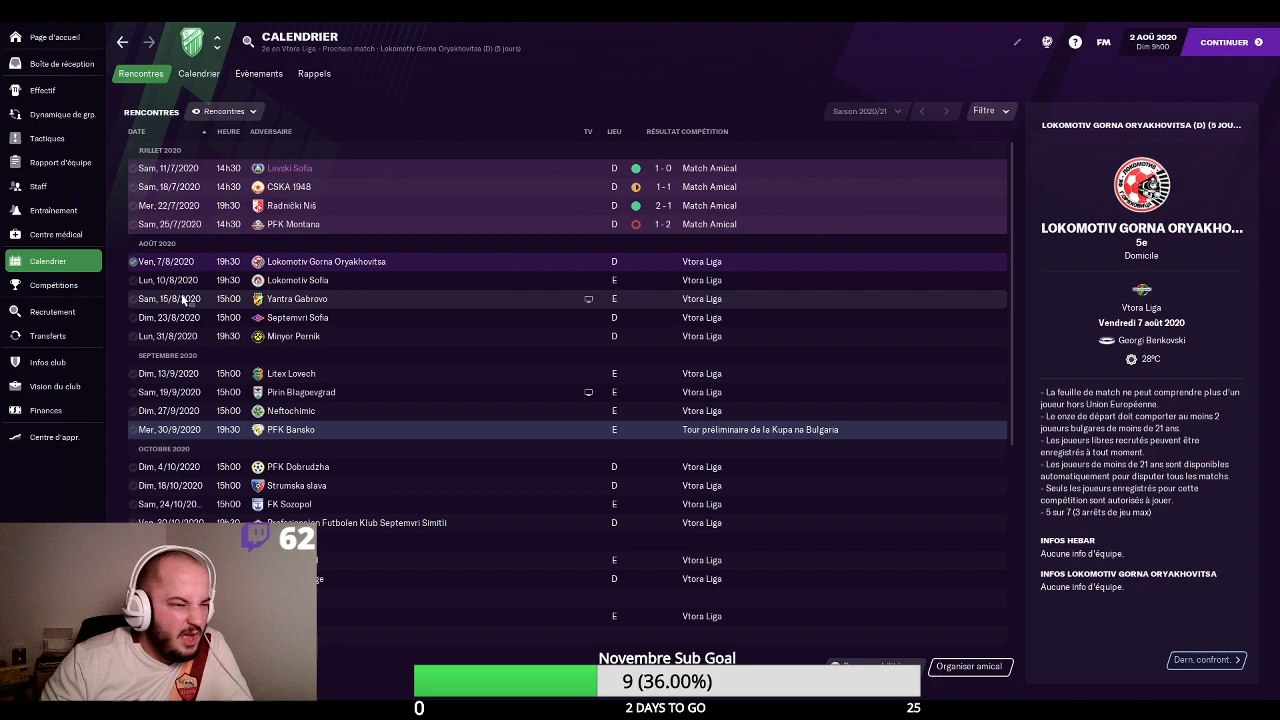 Page d'accueil
Boîte de réception
Effectif
Dynamique de grp.
Tactiques
Rapport d'équipe
Staff
Entraînement
Centre médical
Calendrier
Compétitions
Recrutement
Transferts
Infos club
Vision du club
Finances
Centre d'appr.
CALENDRIER
2e en Vtora Liga - Prochain match : Lokomotiv Gorna Oryakhovitsa (D) (5 jours)
FM
2 AOÛ 2020
Dim 9h00
CONTINUER
Rencontres Calendrier Évènements Rappels
RENCONTRES Rencontres Saison 2020/21 Filtre
DATE HEURE ADVERSAIRE TV LIEU RÉSULTAT COMPÉTITION
JUILLET 2020
Sam, 11/7/2020 14h30 Levski Sofia D 1 - 0 Match Amical
Sam, 18/7/2020 14h30 CSKA 1948 D 1 - 1 Match Amical
Mer, 22/7/2020 19h30 Radnički Niš D 2 - 1 Match Amical
Sam, 25/7/2020 14h30 PFK Montana D 1 - 2 Match Amical
AOÛT 2020
Ven, 7/8/2020 19h30 Lokomotiv Gorna Oryakhovitsa D Vtora Liga
Lun, 10/8/2020 19h30 Lokomotiv Sofia E Vtora Liga
Sam, 15/8/2020 15h00 Yantra Gabrovo E Vtora Liga
Dim, 23/8/2020 15h00 Septemvri Sofia D Vtora Liga
Lun, 31/8/2020 19h30 Minyor Pernik D Vtora Liga
SEPTEMBRE 2020
Dim, 13/9/2020 15h00 Litex Lovech E Vtora Liga
Sam, 19/9/2020 15h00 Pirin Blagoevgrad E Vtora Liga
Dim, 27/9/2020 15h00 Neftochimic E Vtora Liga
Mer, 30/9/2020 19h30 PFK Bansko E Tour préliminaire de la Kupa na Bulgaria
OCTOBRE 2020
Dim, 4/10/2020 15h00 PFK Dobrudzha D Vtora Liga
Dim, 18/10/2020 15h00 Strumska slava D Vtora Liga
Sam, 24/10/20... 15h00 FK Sozopol E Vtora Liga
Ven, 30/10/2020 19h30 Profesionalen Futbolen Klub Septemvri Simitli D Vtora Liga
E Vtora Liga
D Vtora Liga
E Vtora Liga
LOKOMOTIV GORNA ORYAKHOVITSA (D) (5 JOU...
LOKOMOTIV GORNA ORYAKHO...
5e
Domicile
Vtora Liga
Vendredi 7 août 2020
Georgi Benkovski
28°C
- La feuille de match ne peut comprendre plus d'un
joueur hors Union Européenne.
- Le onze de départ doit comporter au moins 2
joueurs bulgares de moins de 21 ans.
- Les joueurs libres recrutés peuvent être
enregistrés à tout moment.
- Les joueurs de moins de 21 ans sont disponibles
automatiquement pour disputer tous les matchs.
- Seuls les joueurs enregistrés pour cette
compétition sont autorisés à jouer.
- 5 sur 7 (3 arrêts de jeu max)
INFOS HEBAR
Aucune info d'équipe.
INFOS LOKOMOTIV GORNA ORYAKHOVITSA
Aucune info d'équipe.
Dern. confront.
Organiser amical
62
Novembre Sub Goal
9 (36.00%)
0 2 DAYS TO GO 25